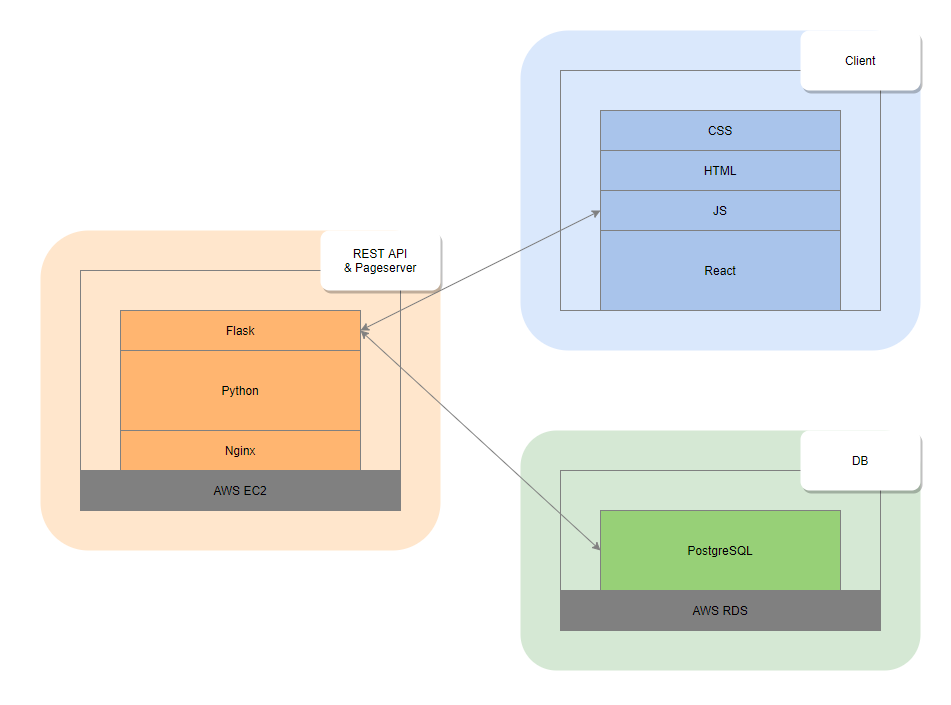 Client
CSS
HTML
JS
React
REST API
& Pageserver
Flask
Python
Nginx
AWS EC2
DB
PostgreSQL
AWS RDS